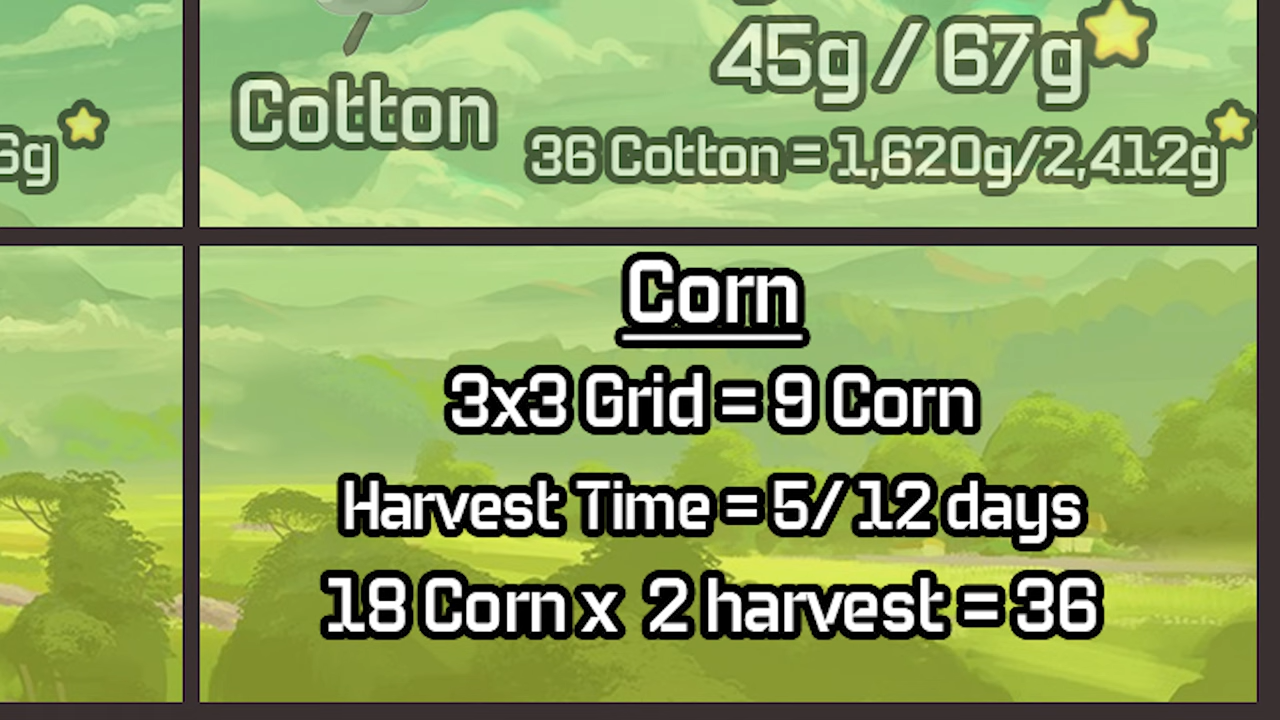 45g / 67g
Cotton
6g
36 Cotton = 1,620g/2,412g
Corn
3x3 Grid = 9 Corn
Harvest Time = 5/12 days
18 Corn x 2 harvest = 36